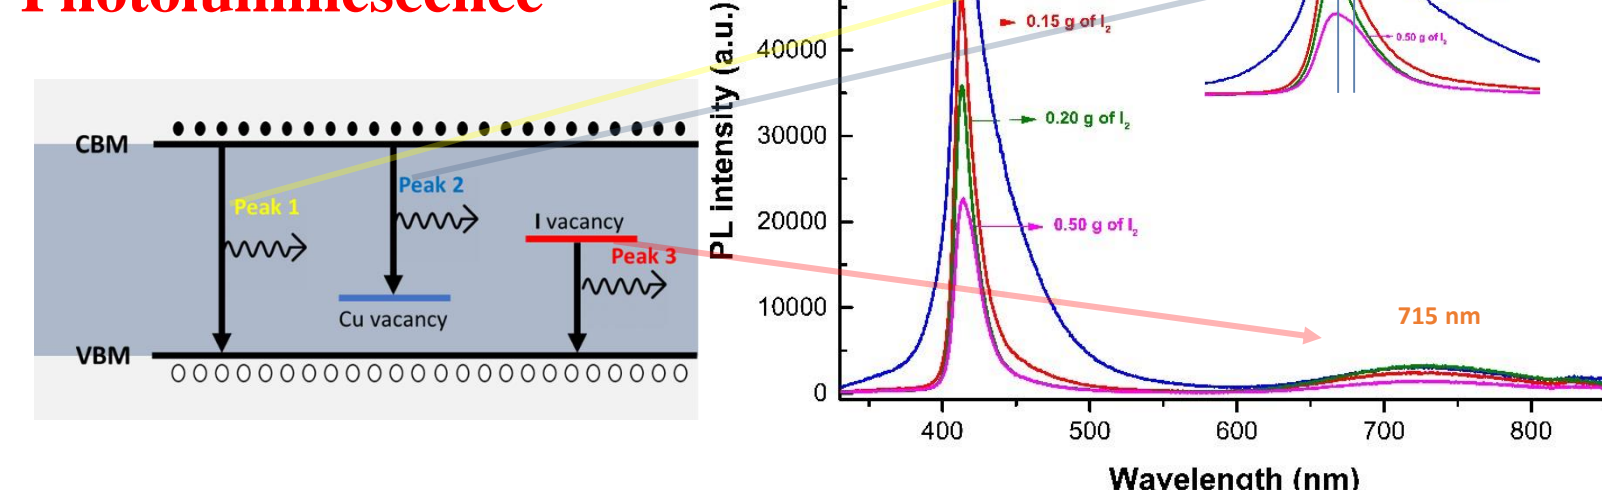 Photoluminescence
CBM
Peak 1
Peak 2
I vacancy
Peak 3
Cu vacancy
VBM
PL intensity (a.u.)
40000
30000
20000
10000
0
0.15 g of I₂
0.20 g of I₂
0.50 g of I₂
0.50 g of I₂
715 nm
400 500 600 700 800
Wavelength (nm)